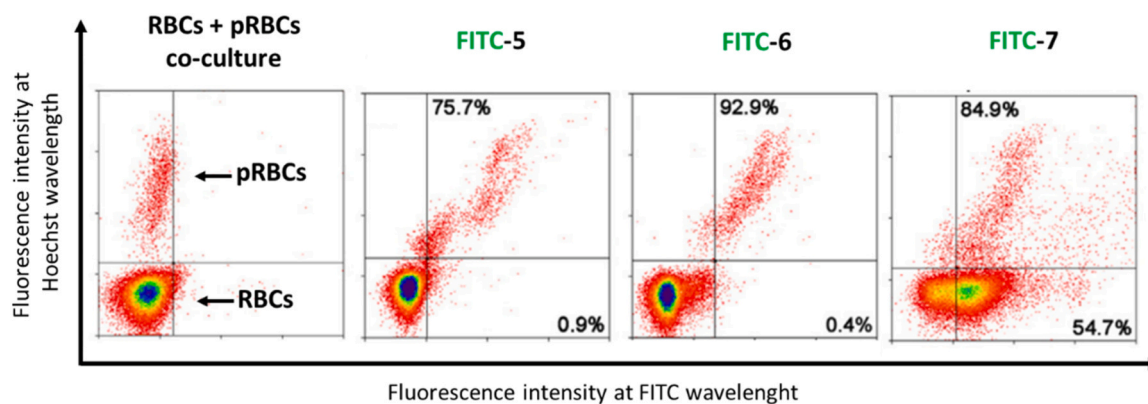 RBCs + pRBCs
co-culture
FITC-5
FITC-6
FITC-7
Fluorescence intensity at
Hoechst wavelength
pRBCs
RBCs
75.7%
0.9%
92.9%
0.4%
84.9%
54.7%
Fluorescence intensity at FITC wavelenght